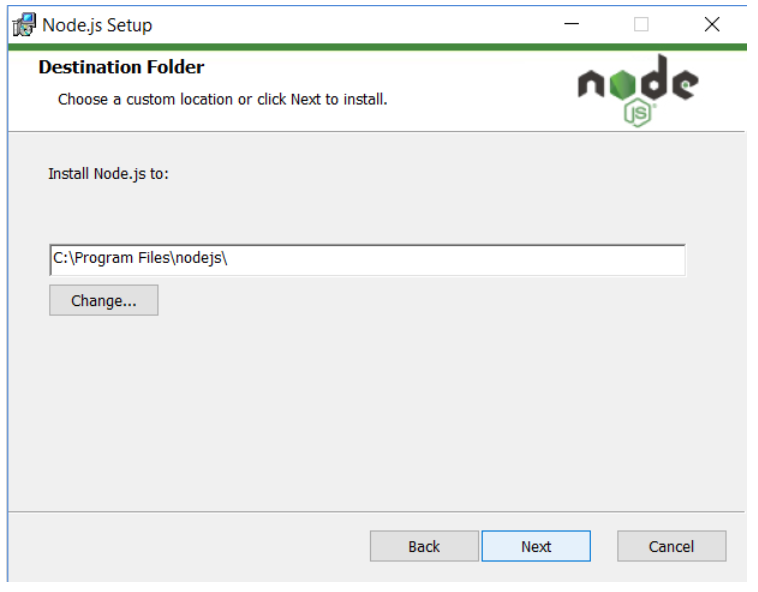 Node.js Setup
Destination Folder
node
Choose a custom location or click Next to install.
JS
Install Node.js to:
C:\Program Files\nodejs\
Change...
Back Next Cancel